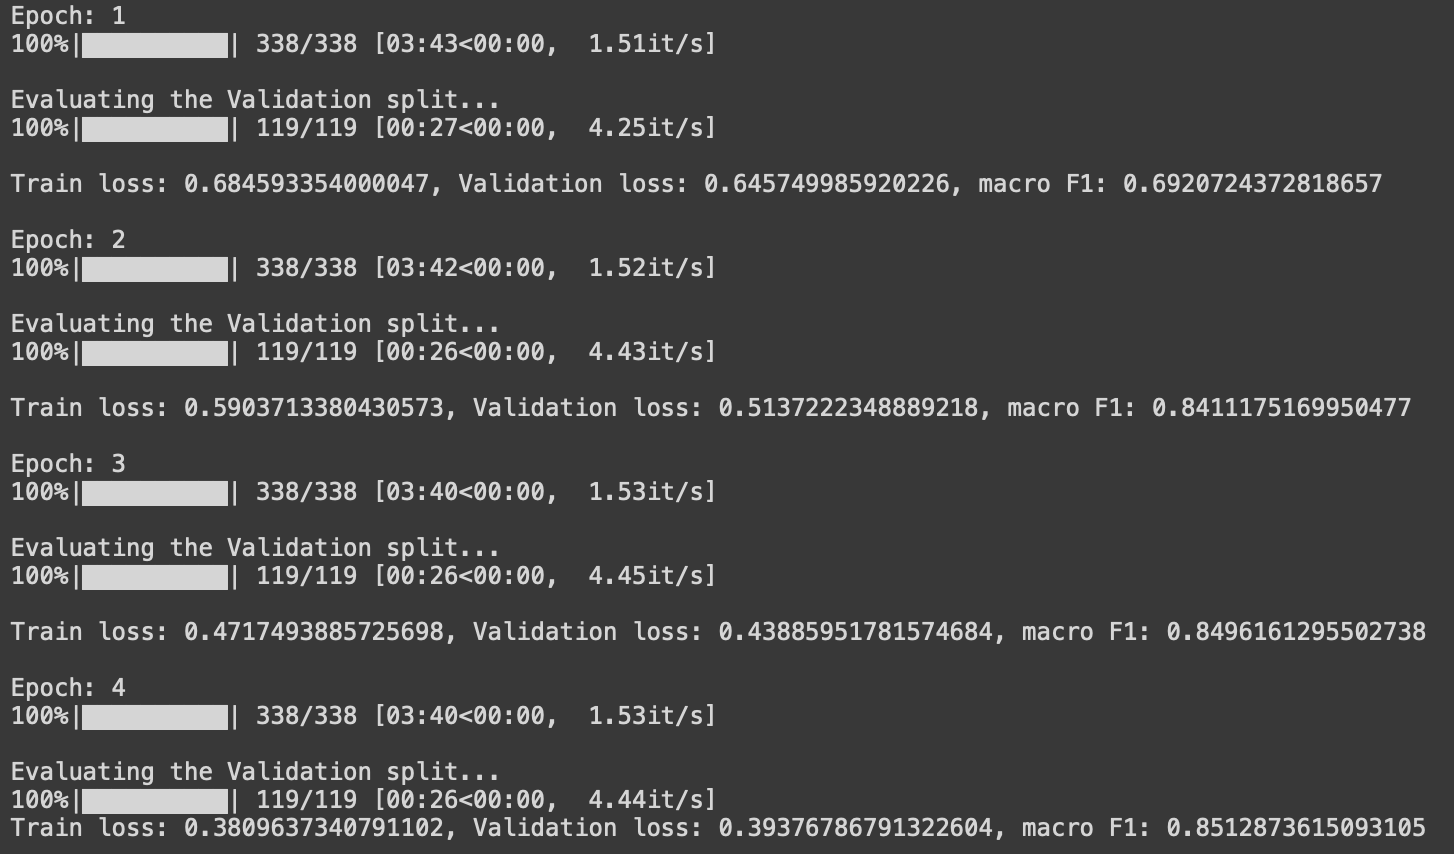 Epoch: 1
100%|██████████| 338/338 [03:43<00:00,  1.51it/s]
Evaluating the Validation split...
100%|██████████| 119/119 [00:27<00:00,  4.25it/s]
Train loss: 0.684593354000047, Validation loss: 0.645749985920226, macro F1: 0.6920724372818657
Epoch: 2
100%|██████████| 338/338 [03:42<00:00,  1.52it/s]
Evaluating the Validation split...
100%|██████████| 119/119 [00:26<00:00,  4.43it/s]
Train loss: 0.5903713380430573, Validation loss: 0.5137222348889218, macro F1: 0.8411175169950477
Epoch: 3
100%|██████████| 338/338 [03:40<00:00,  1.53it/s]
Evaluating the Validation split...
100%|██████████| 119/119 [00:26<00:00,  4.45it/s]
Train loss: 0.4717493885725698, Validation loss: 0.43885951781574684, macro F1: 0.8496161295502738
Epoch: 4
100%|██████████| 338/338 [03:40<00:00,  1.53it/s]
Evaluating the Validation split...
100%|██████████| 119/119 [00:26<00:00,  4.44it/s]
Train loss: 0.3809637340791102, Validation loss: 0.39376786791322604, macro F1: 0.8512873615093105